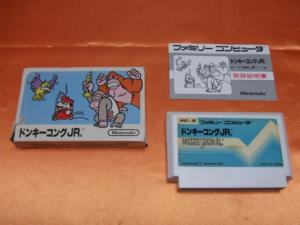 ドンキーコングJR.
Nintendo
ファミリー コンピュータ
ドンキーコングJR.
取扱説明書
Nintendo
HVC-JR
ファミリー コンピュータ
ドンキーコングJR.